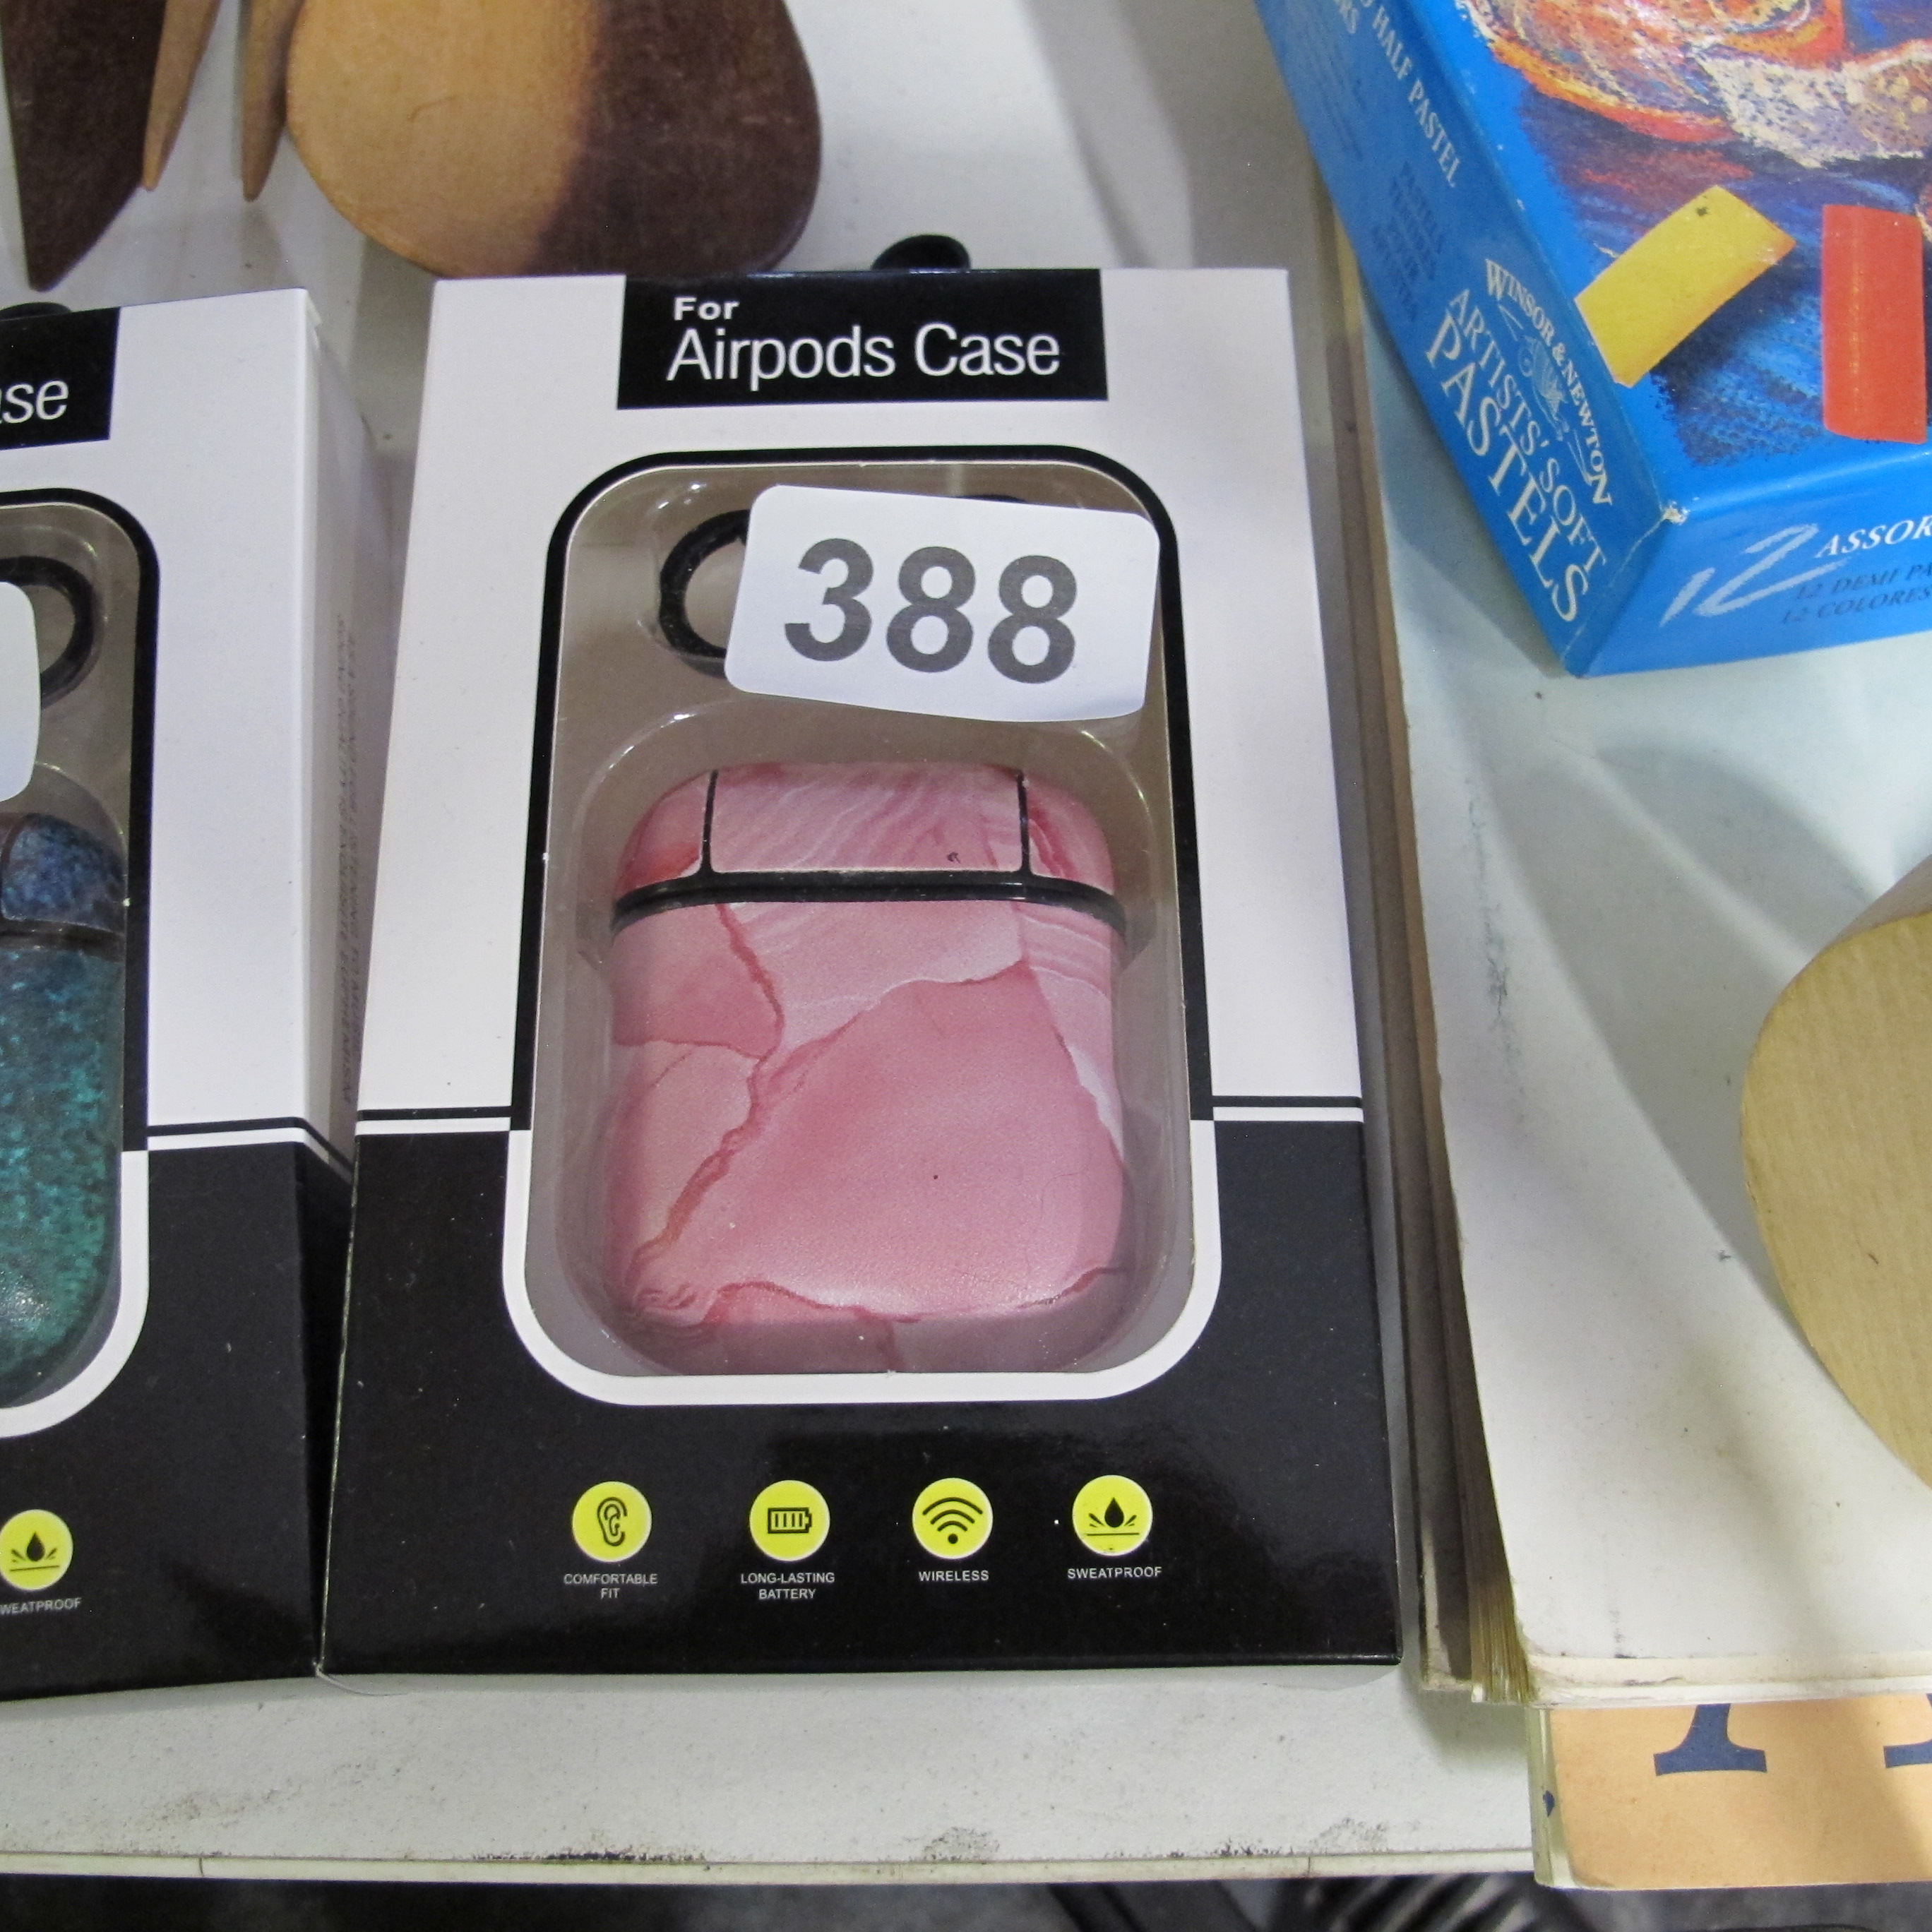 For
Airpods Case
388
COMFORTABLE
FIT
LONG-LASTING
BATTERY
WIRELESS
SWEATPROOF
ase
WEATPROOF
HALF PASTEL
WINSOR & NEWTON
ARTISTS' SOFT
PASTELS
12 ASSOR
12 DEMI PA
12 COLORES